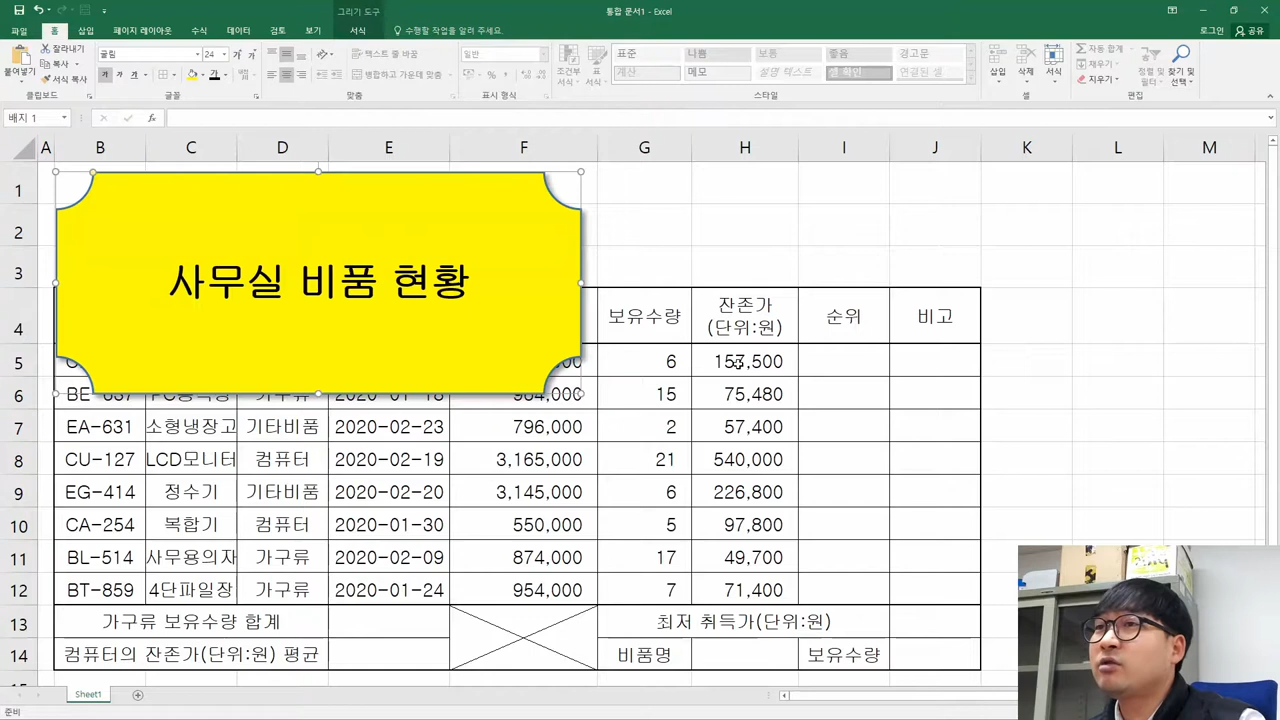 그리기 도구
통합 문서1 - Excel
파일 홈 삽입 페이지 레이아웃 수식 데이터 검토 보기 서식 수행할 작업을 알려 주세요.
로그인 공유
붙여넣기 잘라내기 복사 서식 복사
굴림 24
가
텍스트 줄 바꿈
병합하고 가운데 맞춤
일반
조건부 서식 표 서식
표준 나쁨 보통 좋음 경고문
계산 메모 설명 텍스트 셀 확인 연결된 셀
삽입 삭제 서식
자동 합계
채우기
지우기
정렬 및 필터 찾기 및 선택
클립보드 글꼴 맞춤 표시 형식 스타일 셀 편집
배지 1 fx
A B C D E F G H I J K L M
1
사무실 비품 현황
2
3
4 보유수량 잔존가 (단위:원) 순위 비고
5 6 157,500
6 15 75,480
7 EA-631 소형냉장고 기타비품 2020-02-23 796,000 2 57,400
8 CU-127 LCD모니터 컴퓨터 2020-02-19 3,165,000 21 540,000
9 EG-414 정수기 기타비품 2020-02-20 3,145,000 6 226,800
10 CA-254 복합기 컴퓨터 2020-01-30 550,000 5 97,800
11 BL-514 사무용의자 가구류 2020-02-09 874,000 17 49,700
12 BT-859 4단파일장 가구류 2020-01-24 954,000 7 71,400
13 가구류 보유수량 합계 최저 취득가(단위:원)
14 컴퓨터의 잔존가(단위:원) 평균 비품명 보유수량
Sheet1
준비